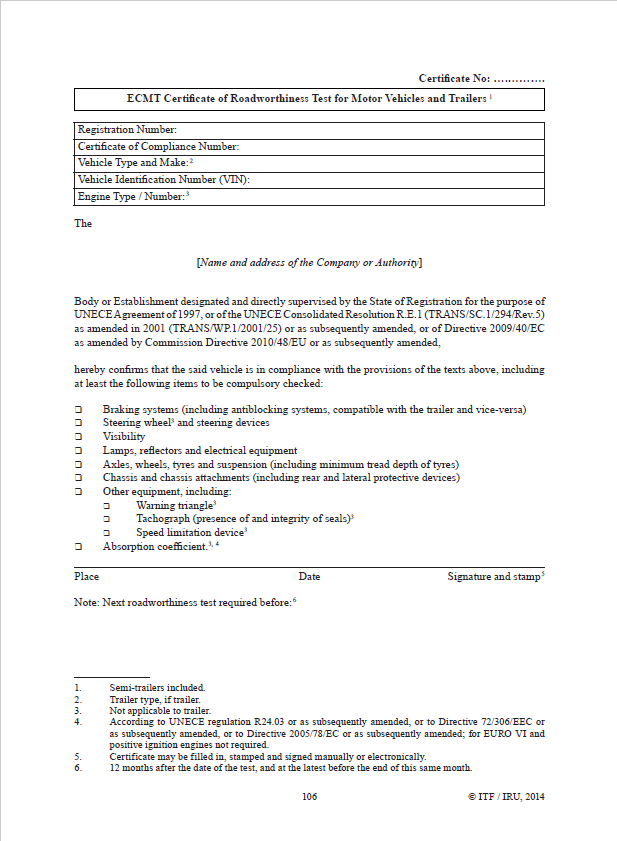 Certificate No: ..............
ECMT Certificate of Roadworthiness Test for Motor Vehicles and Trailers 1
Registration Number:
Certificate of Compliance Number:
Vehicle Type and Make: 2
Vehicle Identification Number (VIN):
Engine Type / Number: 3
The
[Name and address of the Company or Authority]
Body or Establishment designated and directly supervised by the State of Registration for the purpose of
UNECE Agreement of 1997, or of the UNECE Consolidated Resolution R.E.1 (TRANS/SC.1/294/Rev.5)
as amended in 2001 (TRANS/WP.1/2001/25) or as subsequently amended, or of Directive 2009/40/EC
as amended by Commission Directive 2010/48/EU or as subsequently amended,
hereby confirms that the said vehicle is in compliance with the provisions of the texts above, including
at least the following items to be compulsory checked:
❑ Braking systems (including antiblocking systems, compatible with the trailer and vice-versa)
❑ Steering wheel3 and steering devices
❑ Visibility
❑ Lamps, reflectors and electrical equipment
❑ Axles, wheels, tyres and suspension (including minimum tread depth of tyres)
❑ Chassis and chassis attachments (including rear and lateral protective devices)
❑ Other equipment, including:
❑ Warning triangle3
❑ Tachograph (presence of and integrity of seals)3
❑ Speed limitation device3
❑ Absorption coefficient.3, 4
Place Date Signature and stamp5
Note: Next roadworthiness test required before: 6
1. Semi-trailers included.
2. Trailer type, if trailer.
3. Not applicable to trailer.
4. According to UNECE regulation R24.03 or as subsequently amended, or to Directive 72/306/EEC or
as subsequently amended, or to Directive 2005/78/EC or as subsequently amended; for EURO VI and
positive ignition engines not required.
5. Certificate may be filled in, stamped and signed manually or electronically.
6. 12 months after the date of the test, and at the latest before the end of this same month.
106 © ITF / IRU, 2014